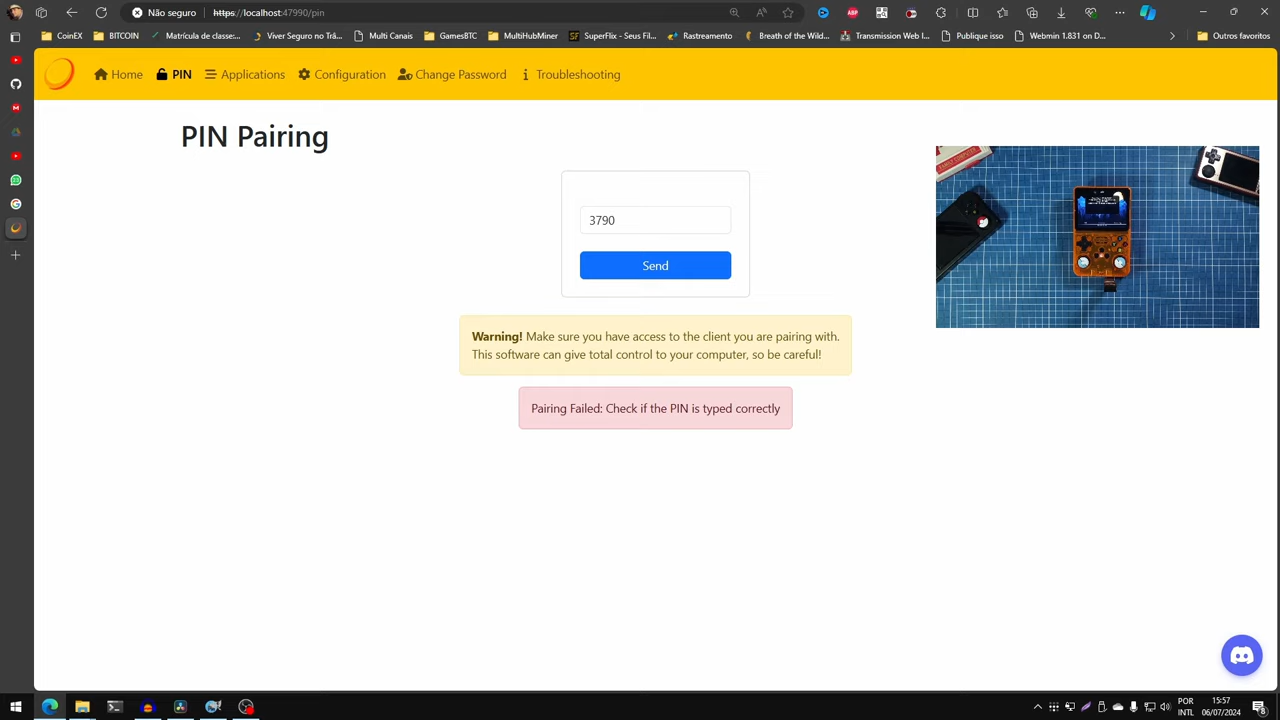 Não seguro
https://localhost:47990/pin
CoinEX
BITCOIN
Matrícula de classe:...
Viver Seguro no Trâ...
Multi Canais
GamesBTC
MultiHubMiner
SuperFlix - Seus Fil...
Rastreamento
Breath of the Wild...
Transmission Web I...
Publique isso
Webmin 1.831 on D...
Outros favoritos
Home
PIN
Applications
Configuration
Change Password
Troubleshooting
PIN Pairing
3790
Send
Warning! Make sure you have access to the client you are pairing with.
This software can give total control to your computer, so be careful!
Pairing Failed: Check if the PIN is typed correctly
POR
INTL
15:57
06/07/2024